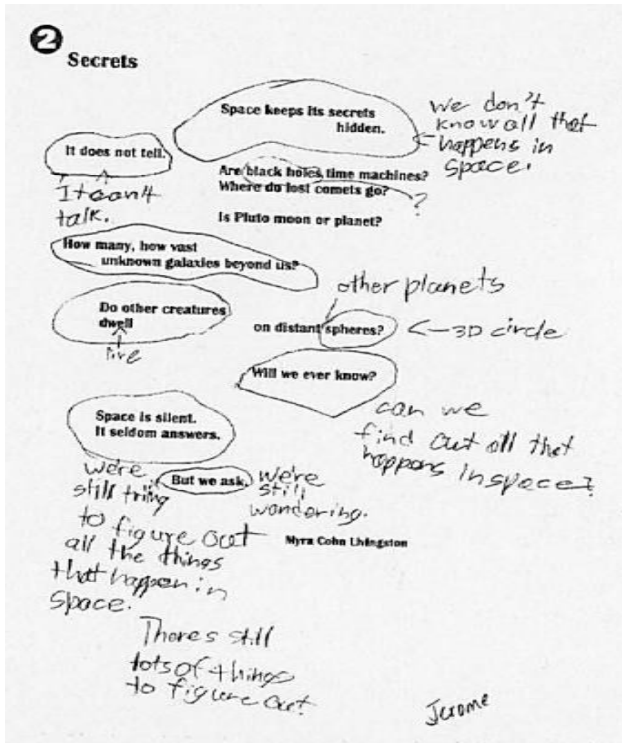 2
Secrets
Space keeps its secrets
hidden.
we don't
know all that
happens in
space.
It does not tell.
It can't
talk.
Are black holes time machines?
Where do lost comets go?
?
Is Pluto moon or planet?
How many, how vast
unknown galaxies beyond us?
other planets
Do other creatures
dwell
live
on distant spheres?
3D circle
Will we ever know?
can we
find out all that
happens in space?
Space is silent.
It seldom answers.
But we ask.
we're
still triing
to figure out
all the things
that happen in
space.
we're
still
wondering.
Myra Cohn Livingston
Theres still
lots of things
to figure out.
Jerome